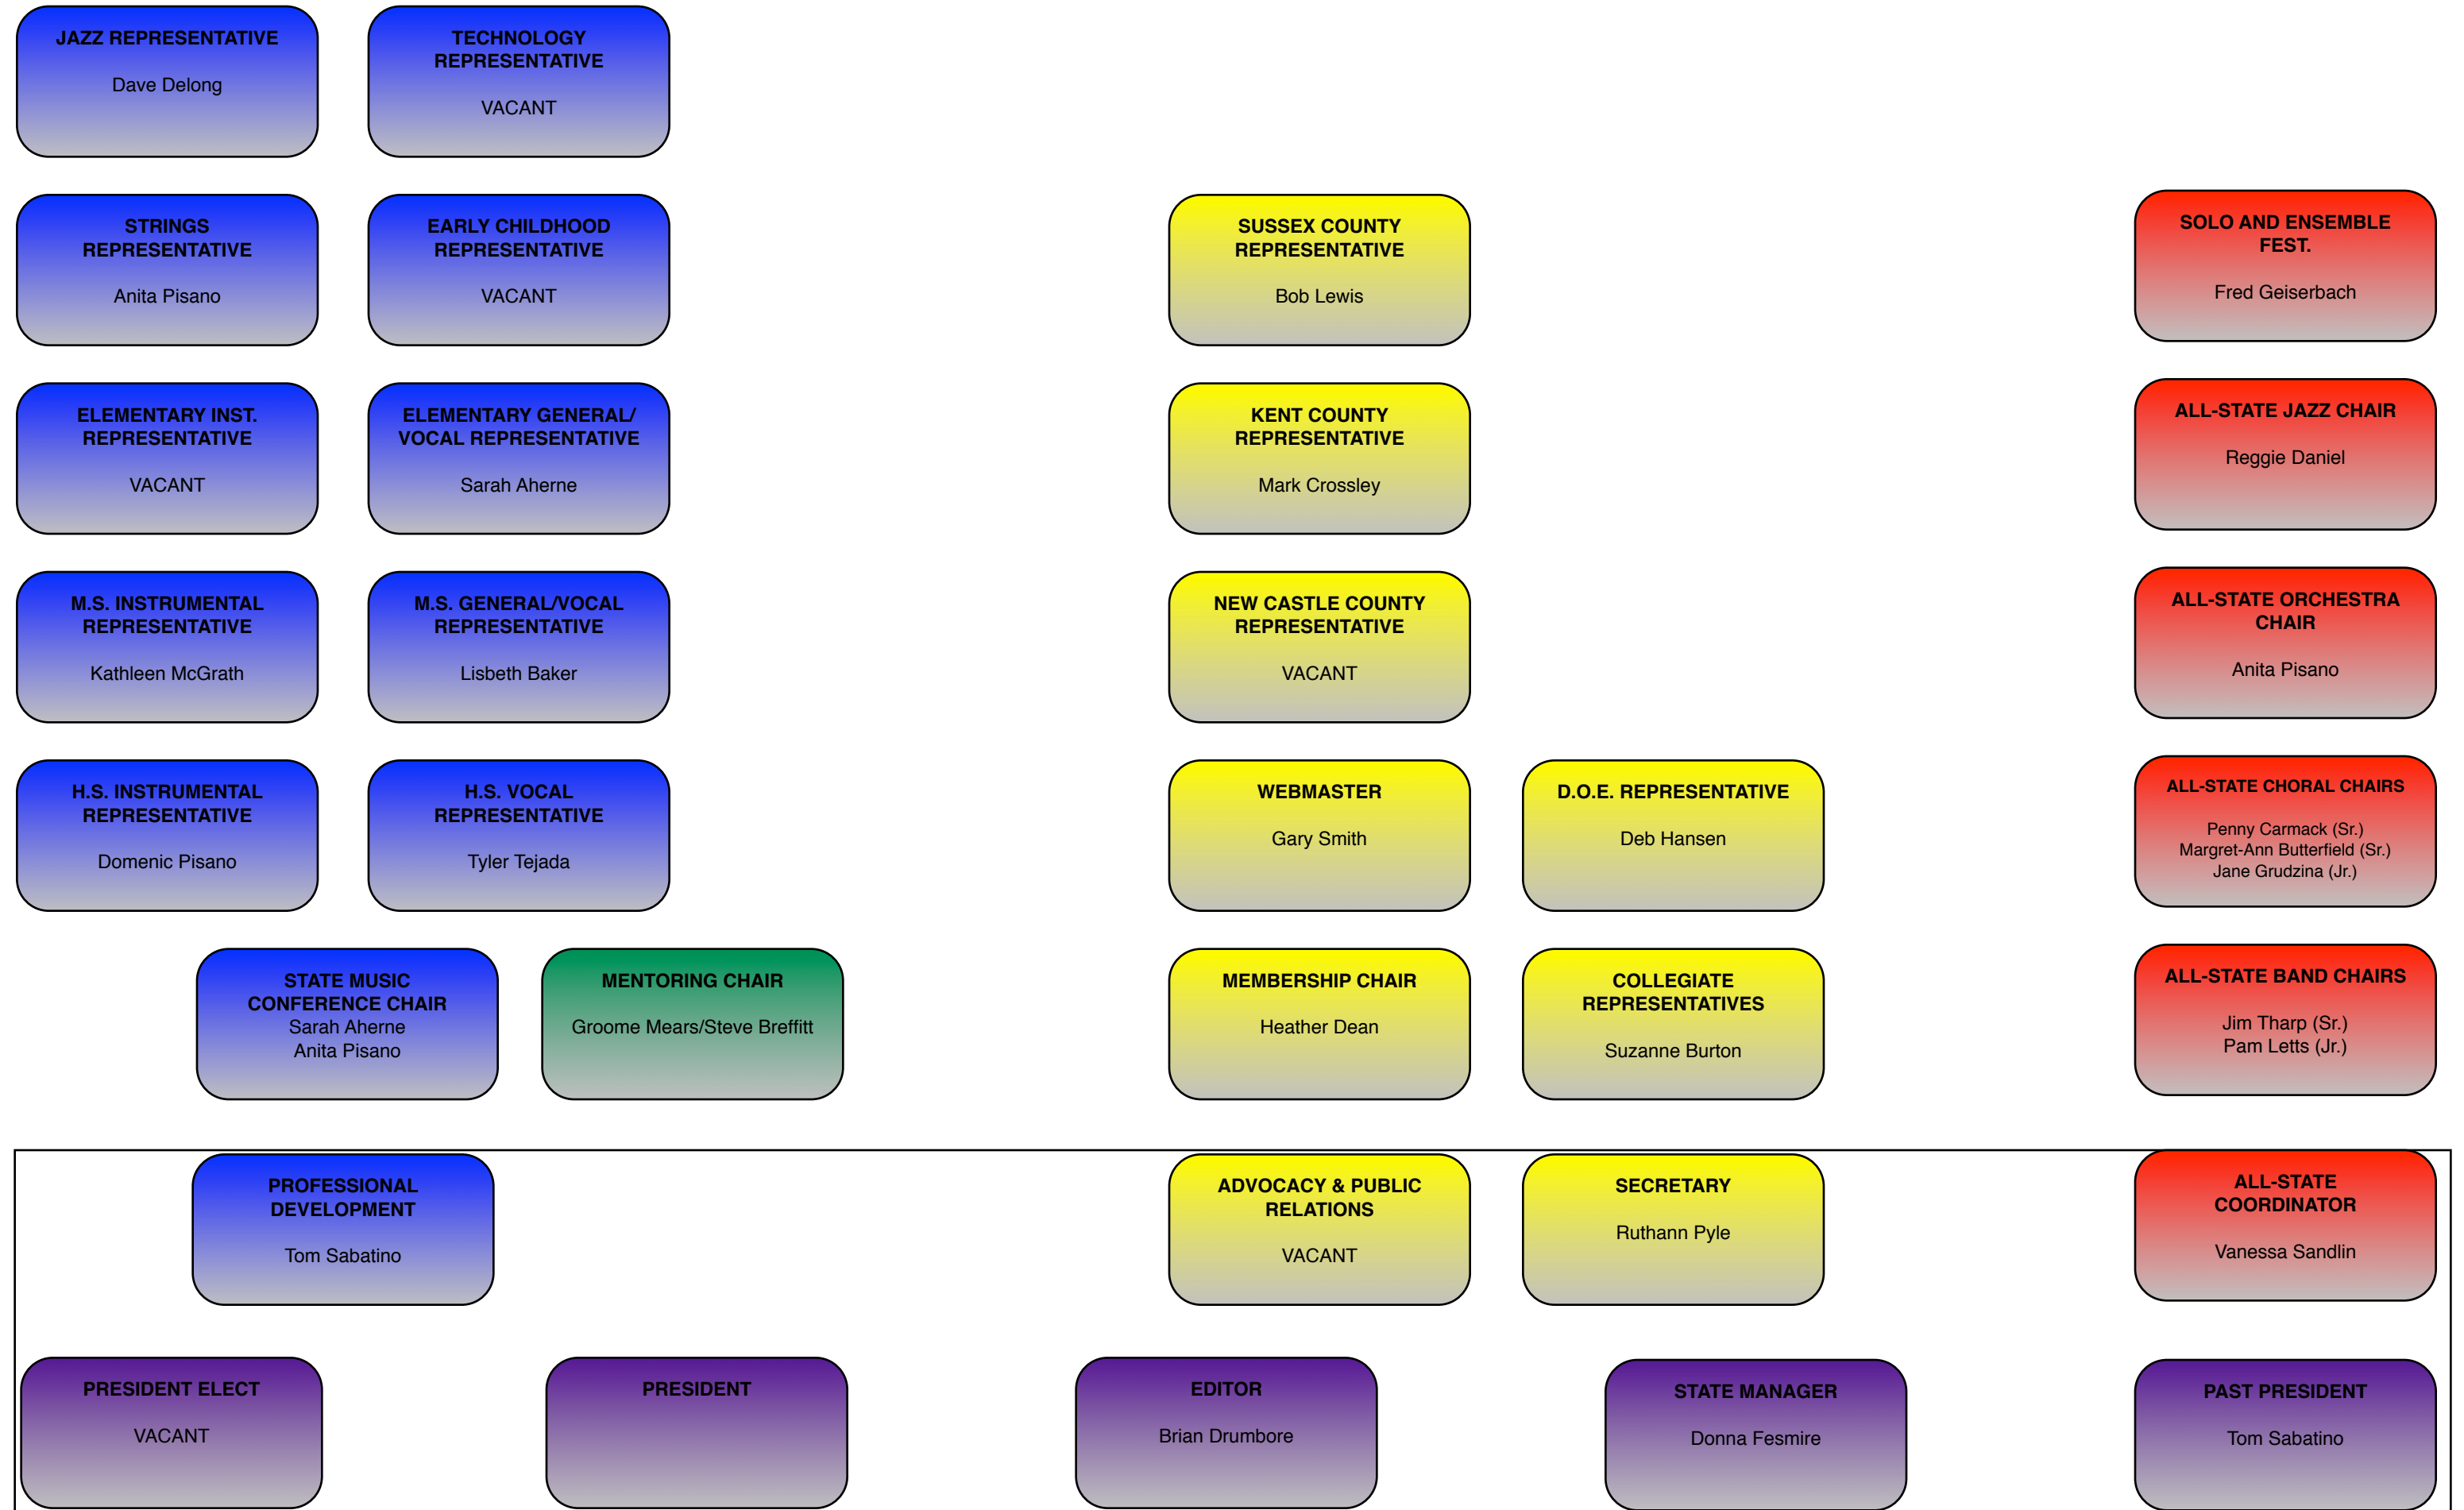 JAZZ REPRESENTATIVE
Dave Delong
TECHNOLOGY
REPRESENTATIVE
VACANT
STRINGS
REPRESENTATIVE
Anita Pisano
EARLY CHILDHOOD
REPRESENTATIVE
VACANT
SUSSEX COUNTY
REPRESENTATIVE
Bob Lewis
SOLO AND ENSEMBLE
FEST.
Fred Geiserbach
ELEMENTARY INST.
REPRESENTATIVE
VACANT
ELEMENTARY GENERAL/
VOCAL REPRESENTATIVE
Sarah Aherne
KENT COUNTY
REPRESENTATIVE
Mark Crossley
ALL-STATE JAZZ CHAIR
Reggie Daniel
M.S. INSTRUMENTAL
REPRESENTATIVE
Kathleen McGrath
M.S. GENERAL/VOCAL
REPRESENTATIVE
Lisbeth Baker
NEW CASTLE COUNTY
REPRESENTATIVE
VACANT
ALL-STATE ORCHESTRA
CHAIR
Anita Pisano
H.S. INSTRUMENTAL
REPRESENTATIVE
Domenic Pisano
H.S. VOCAL
REPRESENTATIVE
Tyler Tejada
WEBMASTER
Gary Smith
D.O.E. REPRESENTATIVE
Deb Hansen
ALL-STATE CHORAL CHAIRS
Penny Carmack (Sr.)
Margret-Ann Butterfield (Sr.)
Jane Grudzina (Jr.)
STATE MUSIC
CONFERENCE CHAIR
Sarah Aherne
Anita Pisano
MENTORING CHAIR
Groome Mears/Steve Breffitt
MEMBERSHIP CHAIR
Heather Dean
COLLEGIATE
REPRESENTATIVES
Suzanne Burton
ALL-STATE BAND CHAIRS
Jim Tharp (Sr.)
Pam Letts (Jr.)
PROFESSIONAL
DEVELOPMENT
Tom Sabatino
ADVOCACY & PUBLIC
RELATIONS
VACANT
SECRETARY
Ruthann Pyle
ALL-STATE
COORDINATOR
Vanessa Sandlin
PRESIDENT ELECT
VACANT
PRESIDENT
EDITOR
Brian Drumbore
STATE MANAGER
Donna Fesmire
PAST PRESIDENT
Tom Sabatino